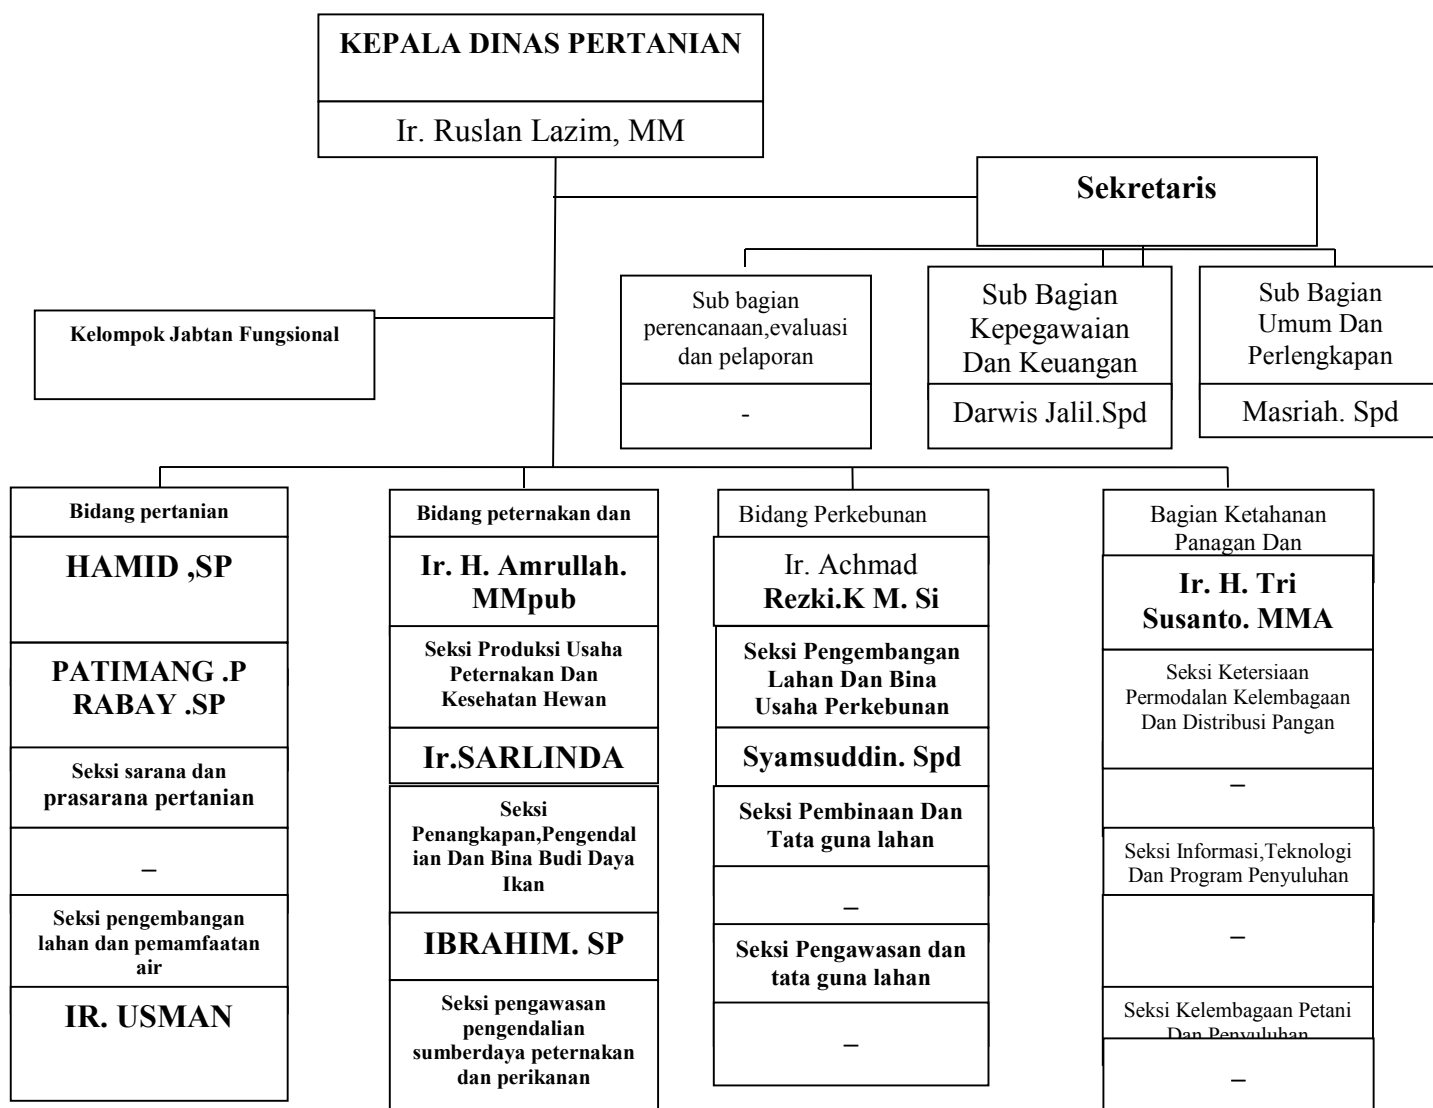 KEPALA DINAS PERTANIAN
Ir. Ruslan Lazim, MM
Sekretaris
Kelompok Jabtan Fungsional
Sub bagian
perencanaan,evaluasi
dan pelaporan
-
Sub Bagian
Kepegawaian
Dan Keuangan
Darwis Jalil.Spd
Sub Bagian
Umum Dan
Perlengkapan
Masriah. Spd
Bidang pertanian
HAMID ,SP
PATIMANG .P
RABAY .SP
Seksi sarana dan
prasarana pertanian
–
Seksi pengembangan
lahan dan pemamfaatan
air
IR. USMAN
Bidang peternakan dan
Ir. H. Amrullah.
MMpub
Seksi Produksi Usaha
Peternakan Dan
Kesehatan Hewan
Ir.SARLINDA
Seksi
Penangkapan,Pengendal
ian Dan Bina Budi Daya
Ikan
IBRAHIM. SP
Seksi pengawasan
pengendalian
sumberdaya peternakan
dan perikanan
Bidang Perkebunan
Ir. Achmad
Rezki.K M. Si
Seksi Pengembangan
Lahan Dan Bina
Usaha Perkebunan
Syamsuddin. Spd
Seksi Pembinaan Dan
Tata guna lahan
–
Seksi Pengawasan dan
tata guna lahan
–
Bagian Ketahanan
Panagan Dan
Ir. H. Tri
Susanto. MMA
Seksi Ketersiaan
Permodalan Kelembagaan
Dan Distribusi Pangan
–
Seksi Informasi,Teknologi
Dan Program Penyuluhan
–
Seksi Kelembagaan Petani
Dan Penyuluhan
–